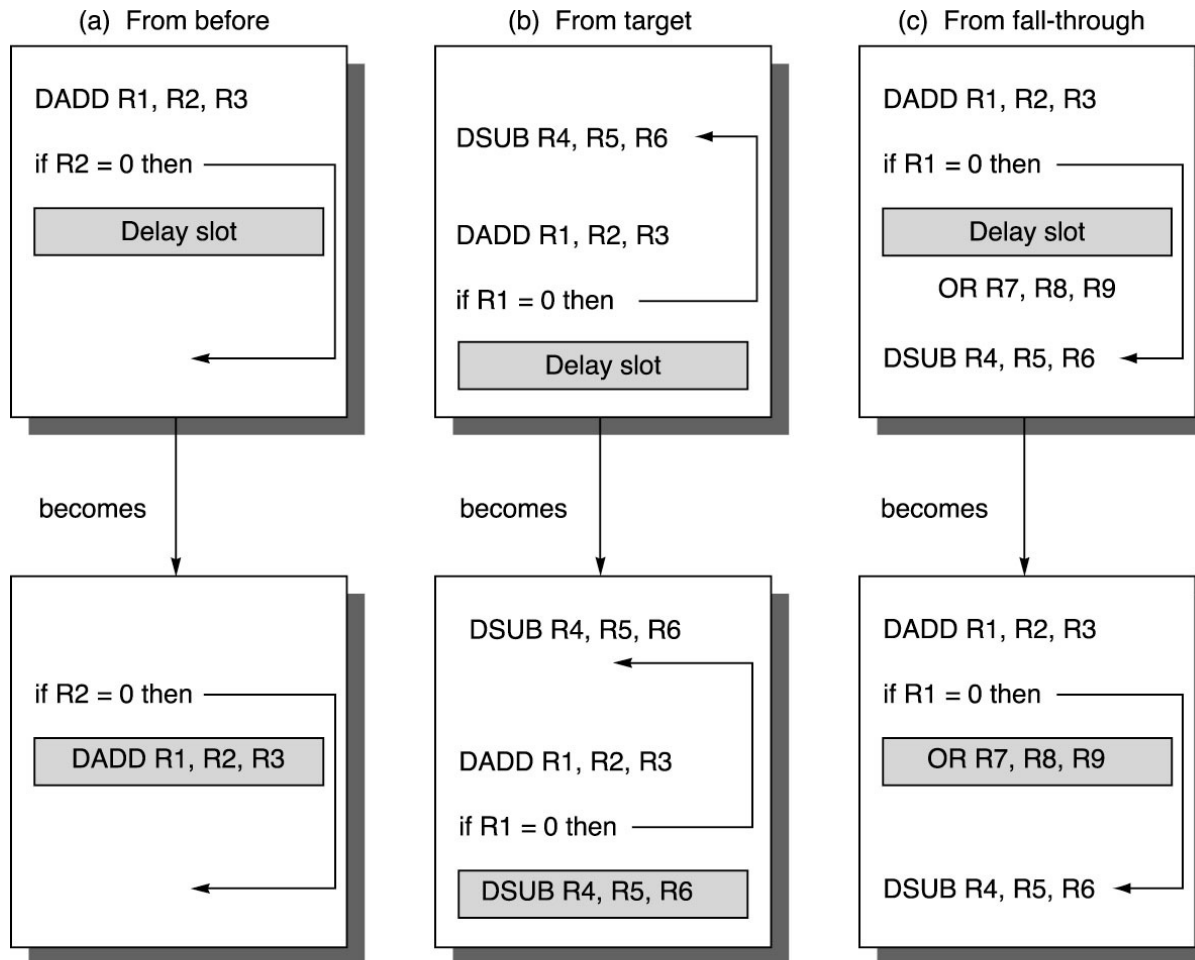 (a) From before
DADD R1, R2, R3
if R2 = 0 then
Delay slot
becomes
if R2 = 0 then
DADD R1, R2, R3
(b) From target
DSUB R4, R5, R6
DADD R1, R2, R3
if R1 = 0 then
Delay slot
becomes
DSUB R4, R5, R6
DADD R1, R2, R3
if R1 = 0 then
DSUB R4, R5, R6
(c) From fall-through
DADD R1, R2, R3
if R1 = 0 then
Delay slot
OR R7, R8, R9
DSUB R4, R5, R6
becomes
DADD R1, R2, R3
if R1 = 0 then
OR R7, R8, R9
DSUB R4, R5, R6